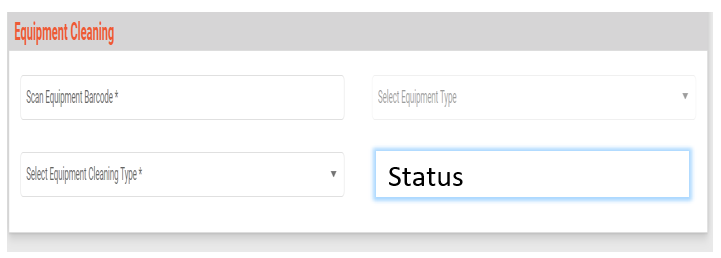 Equipment Cleaning
Scan Equipment Barcode *
Select Equipment Type
Select Equipment Cleaning Type *
Status